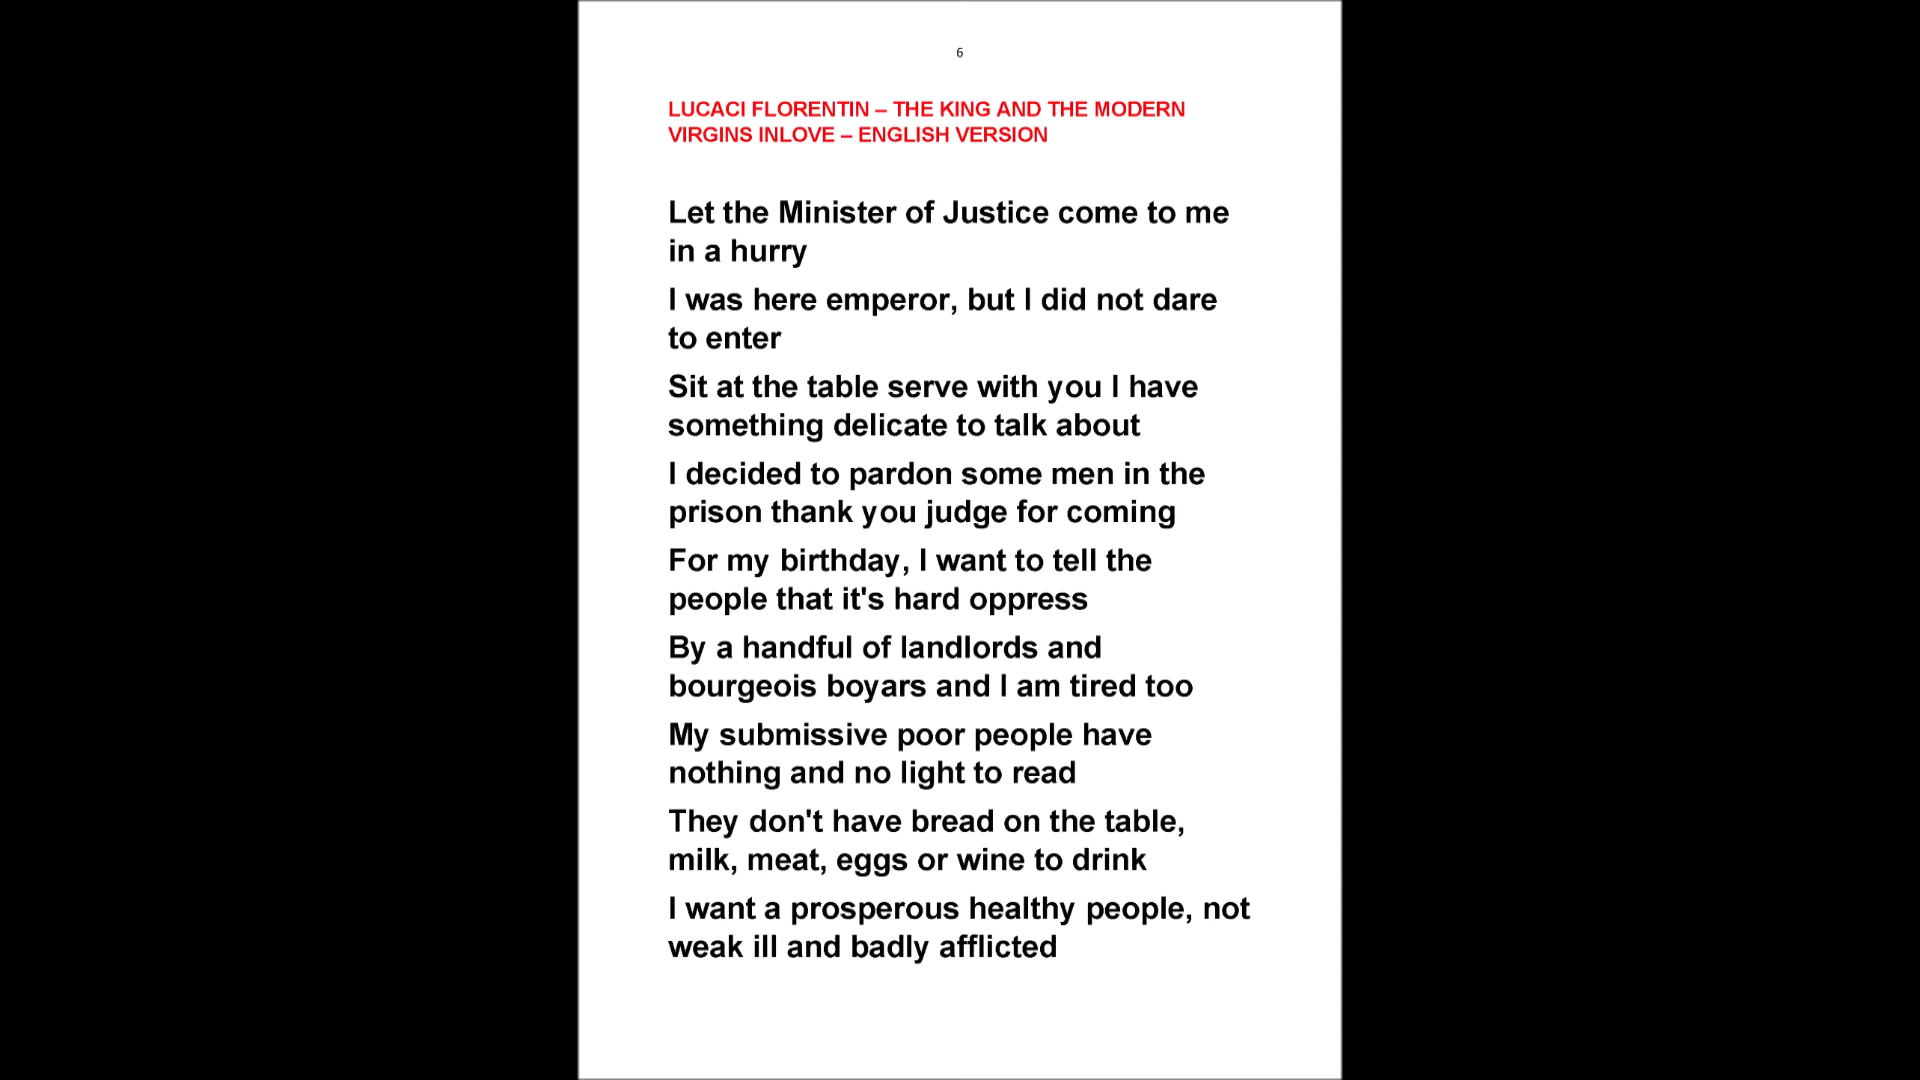 6
LUCACI FLORENTIN – THE KING AND THE MODERN
VIRGINS INLOVE – ENGLISH VERSION
Let the Minister of Justice come to me
in a hurry
I was here emperor, but I did not dare
to enter
Sit at the table serve with you I have
something delicate to talk about
I decided to pardon some men in the
prison thank you judge for coming
For my birthday, I want to tell the
people that it's hard oppress
By a handful of landlords and
bourgeois boyars and I am tired too
My submissive poor people have
nothing and no light to read
They don't have bread on the table,
milk, meat, eggs or wine to drink
I want a prosperous healthy people, not
weak ill and badly afflicted